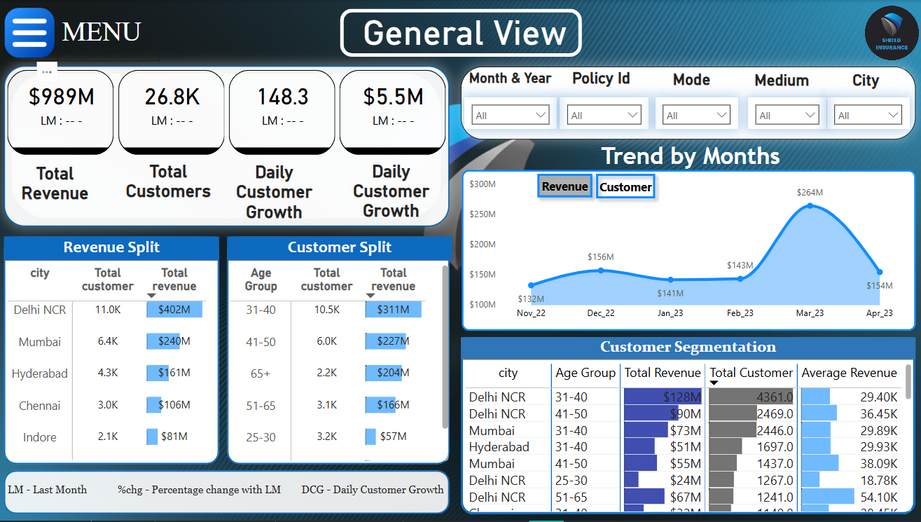 MENU
General View
SHIELD
INSURANCE
$989M
LM : -- -
Total
Revenue
26.8K
LM : -- -
Total
Customers
148.3
Daily
Customer
Growth
$5.5M
LM : -- -
Daily
Customer
Growth
Month & Year
All
Policy Id
All
Mode
All
Medium
All
City
All
Trend by Months
Revenue
Customer
$300M
$250M
$200M
$150M
$100M
$132M
$156M
$141M
$143M
$264M
$154M
Nov_22
Dec_22
Jan_23
Feb_23
Mar_23
Apr_23
Revenue Split
city Total customer Total revenue
Delhi NCR 11.0K $402M
Mumbai 6.4K $240M
Hyderabad 4.3K $161M
Chennai 3.0K $106M
Indore 2.1K $81M
Customer Split
Age Group Total customer Total revenue
31-40 10.5K $311M
41-50 6.0K $227M
65+ 2.2K $204M
51-65 3.1K $166M
25-30 3.2K $57M
Customer Segmentation
city Age Group Total Revenue Total Customer Average Revenue
Delhi NCR 31-40 $128M 4361.0 29.40K
Delhi NCR 41-50 $90M 2469.0 36.45K
Mumbai 31-40 $73M 2446.0 29.89K
Hyderabad 31-40 $51M 1697.0 29.93K
Mumbai 41-50 $55M 1437.0 38.09K
Delhi NCR 25-30 $24M 1267.0 18.78K
Delhi NCR 51-65 $67M 1241.0 54.10K
LM - Last Month %chg - Percentage change with LM DCG - Daily Customer Growth